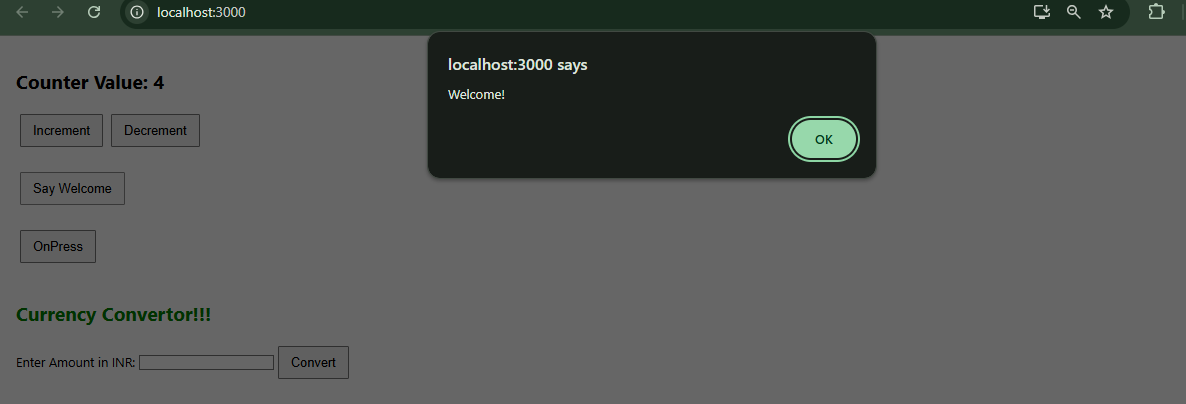 localhost:3000
localhost:3000 says
Welcome!
OK
Counter Value: 4
Increment Decrement
Say Welcome
OnPress
Currency Convertor!!!
Enter Amount in INR: Convert